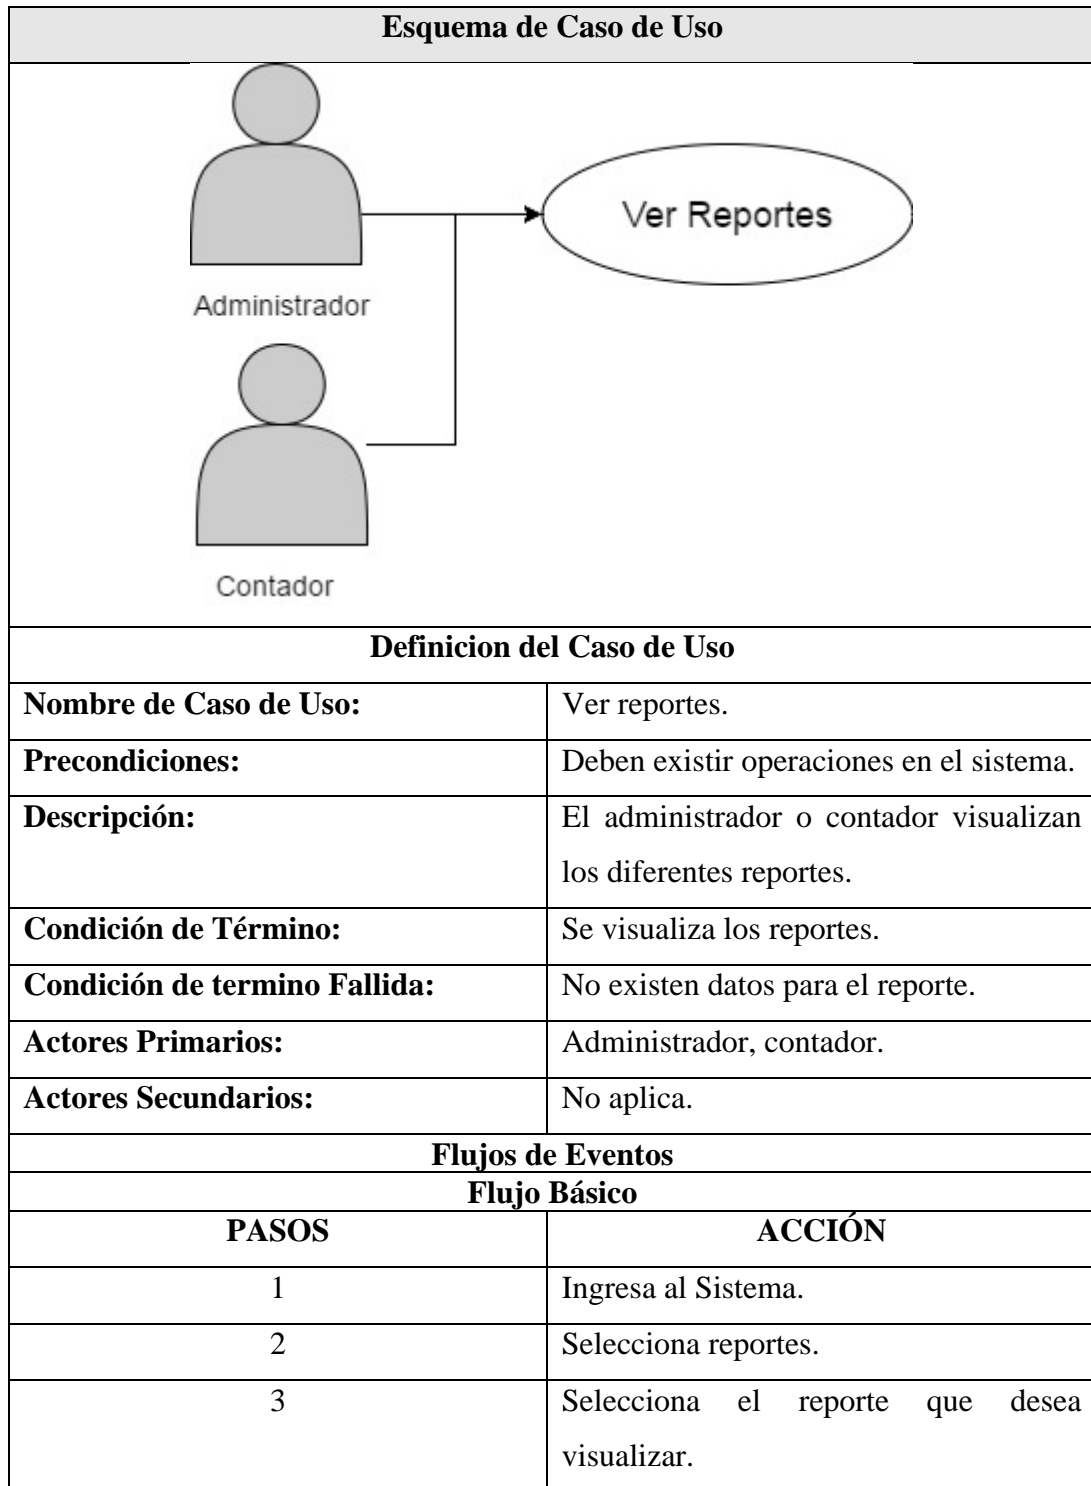 Esquema de Caso de Uso
Ver Reportes
Administrador
Contador
Definicion del Caso de Uso
Nombre de Caso de Uso: Ver reportes.
Precondiciones: Deben existir operaciones en el sistema.
Descripción: El administrador o contador visualizan
los diferentes reportes.
Condición de Término: Se visualiza los reportes.
Condición de termino Fallida: No existen datos para el reporte.
Actores Primarios: Administrador, contador.
Actores Secundarios: No aplica.
Flujos de Eventos
Flujo Básico
PASOS ACCIÓN
1 Ingresa al Sistema.
2 Selecciona reportes.
3 Selecciona el reporte que desea
visualizar.